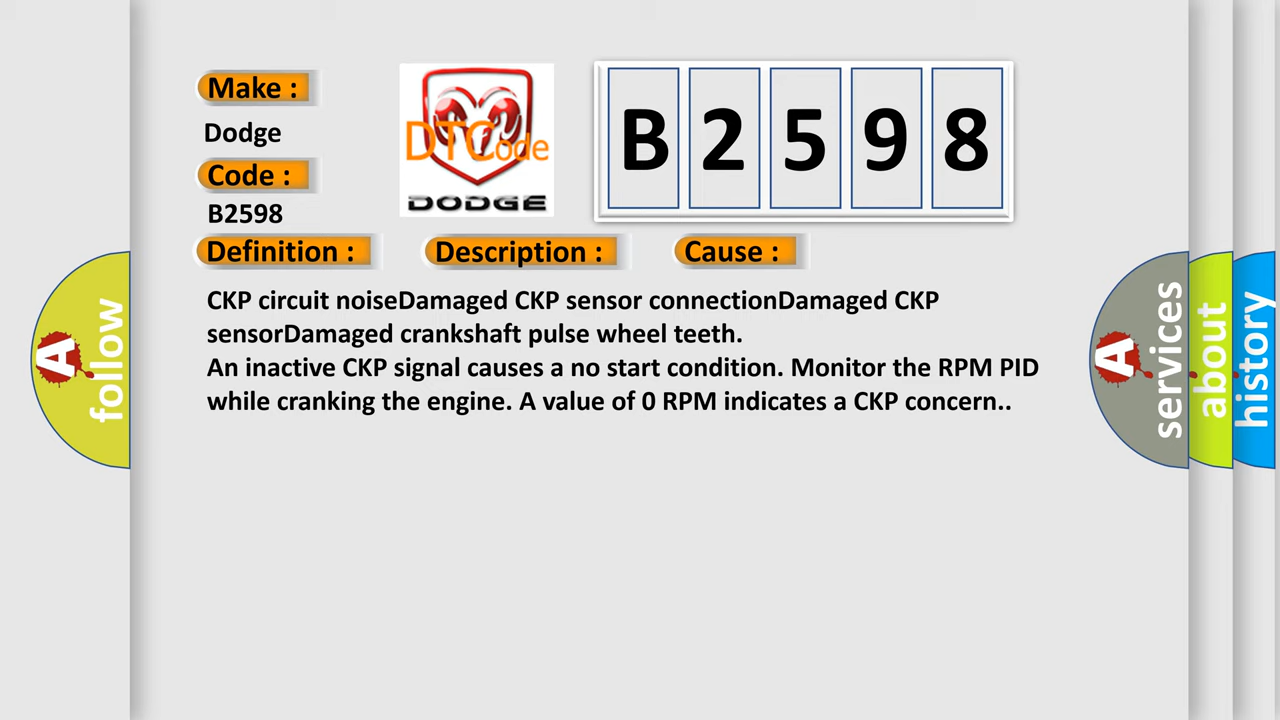 Make :
Dodge
Code :
B2598
DTCode
DODGE
B 2 5 9 8
Definition :
Description :
Cause :
CKP circuit noiseDamaged CKP sensor connectionDamaged CKP
sensorDamaged crankshaft pulse wheel teeth.
An inactive CKP signal causes a no start condition. Monitor the RPM PID
while cranking the engine. A value of 0 RPM indicates a CKP concern..
A
follow
A
services
about
history